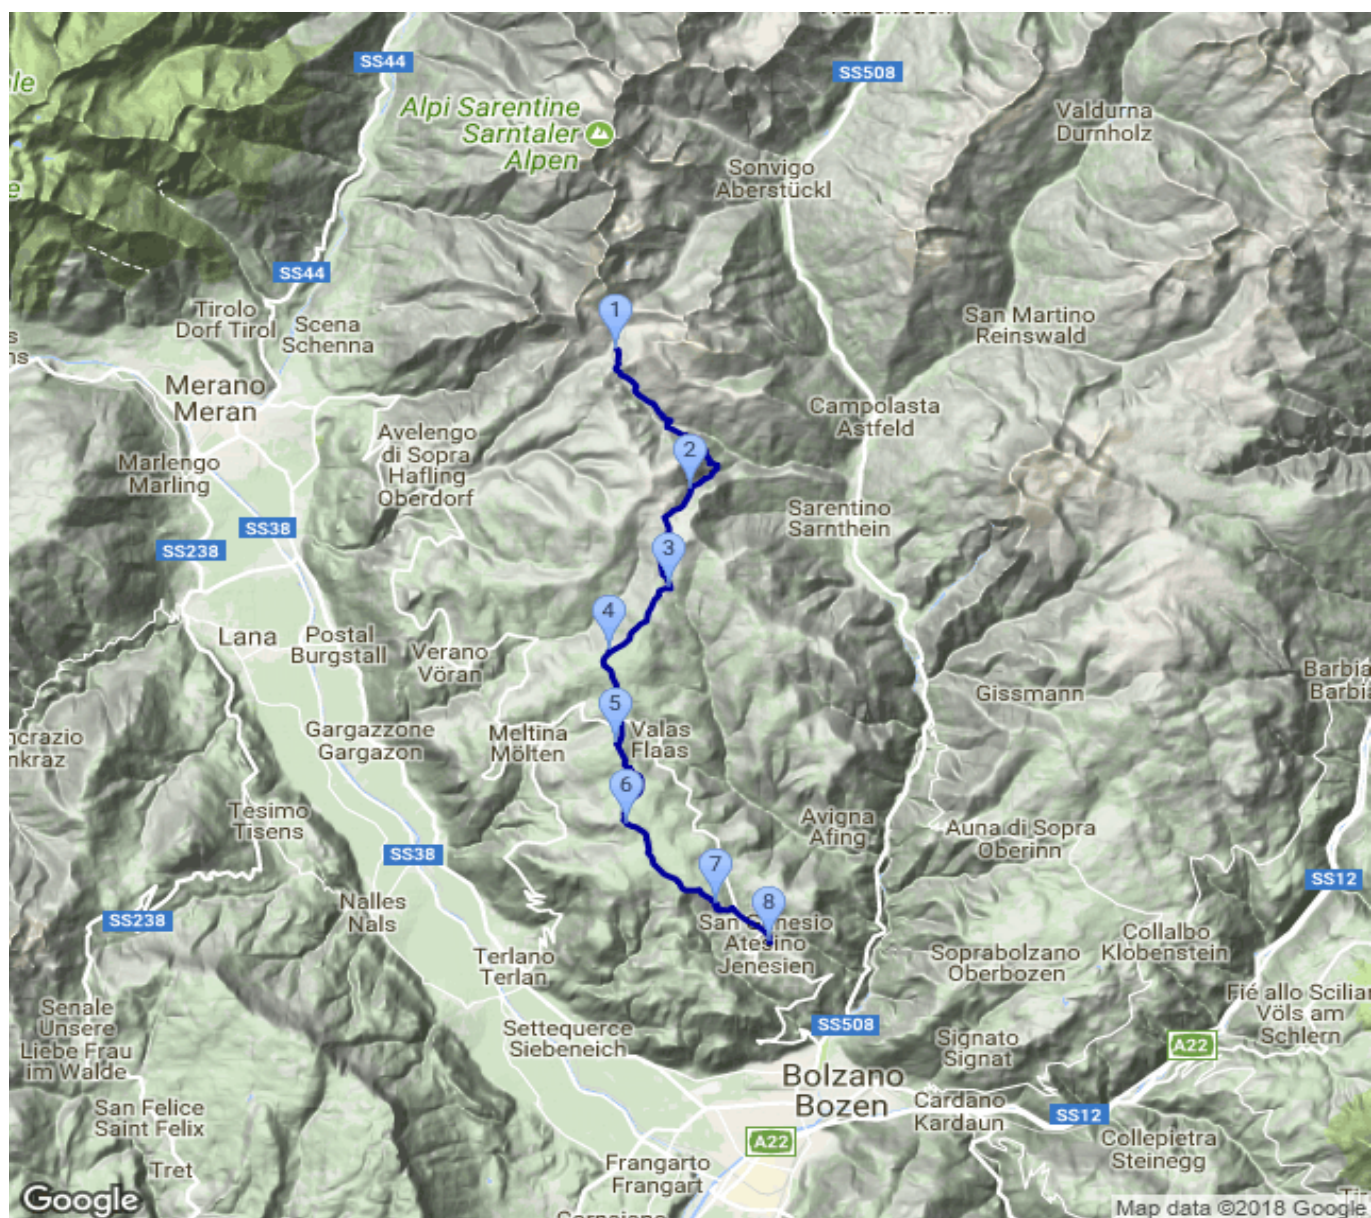 SS44
SS508
Alpi Sarentine
Sarntaler
Alpen
Valdurna
Durnholz
Sonvigo
Aberstückl
SS44
Tirolo
Dorf Tirol
Scena
Schenna
1
San Martino
Reinswald
Merano
Meran
Campolasta
Astfeld
Avelengo
di Sopra
Hafling
Oberdorf
2
Marlengo
Marling
Sarentino
Sarnthein
SS38
SS238
3
4
Lana
Postal
Burgstall
Verano
Vöran
Gissmann
5
Gargazzone
Gargazon
Meltina
Mölten
Valas
Flaas
6
Tesimo
Tisens
Avigna
Afing
Auna di Sopra
Oberinn
SS38
7
SS12
8
Nalles
Nals
SS238
San Genesio
Atesino
Jenesien
Collalbo
Klobenstein
Terlano
Terlan
Soprabolzano
Oberbozen
Fié allo Sciliar
Völs am
Schlern
Senale
Unsere
Liebe Frau
im Walde
Settequerce
Siebeneich
SS508
Signato
Signat
A22
Bolzano
Bozen
Cardano
Kardaun
SS12
San Felice
Saint Felix
A22
Collepietra
Steinegg
Tret
Frangarto
Frangart
Google
Map data ©2018 Google